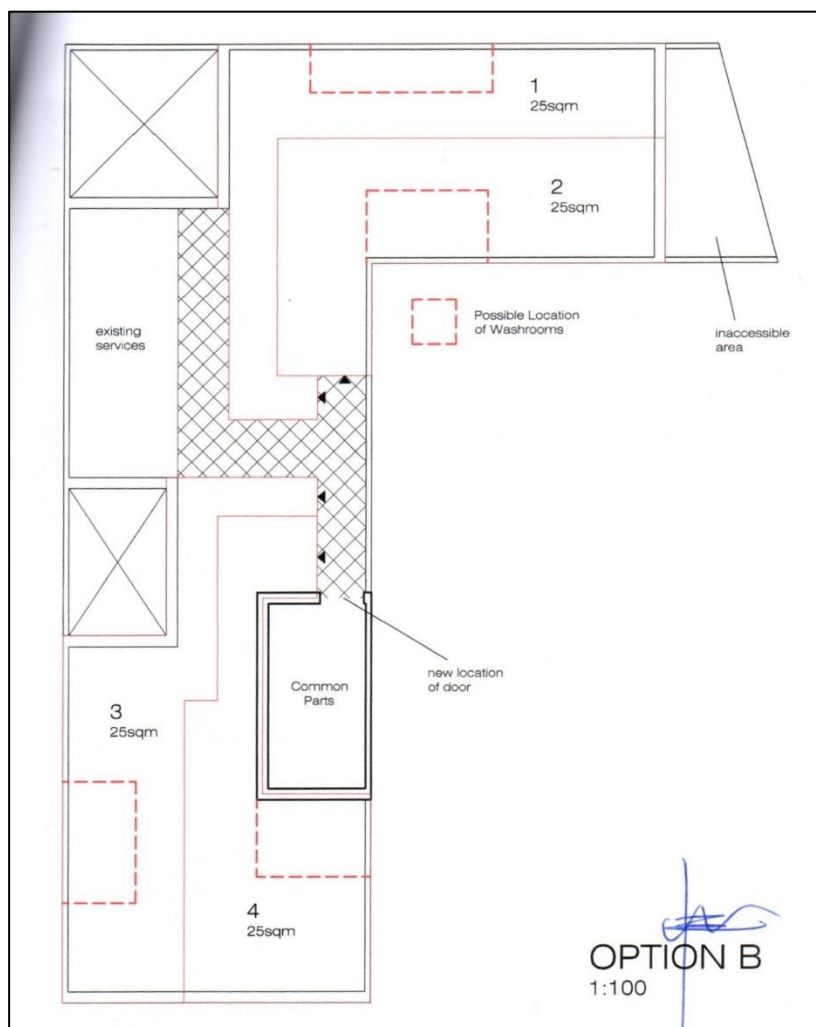 1
25sqm
2
25sqm
existing
services
Possible Location
of Washrooms
inaccessible
area
new location
of door
Common
Parts
3
25sqm
4
25sqm
OPTION B
1:100